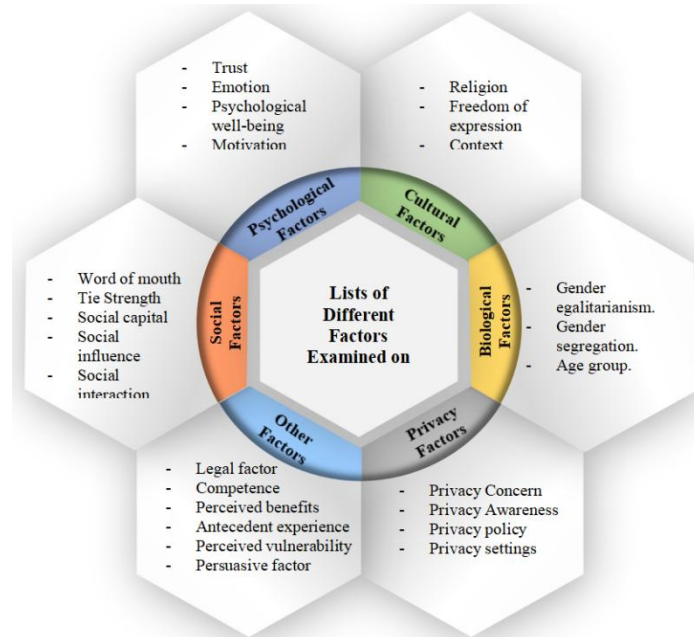 - Trust
- Emotion
- Psychological
well-being
- Motivation
- Religion
- Freedom of
expression
- Context
Psychological
Factors
Cultural
Factors
- Word of mouth
- Tie Strength
- Social capital
- Social
influence
- Social
interaction
Social
Factors
Lists of
Different
Factors
Examined on
Biological
Factors
- Gender
egalitarianism.
- Gender
segregation.
- Age group.
Other
Factors
Privacy
Factors
- Legal factor
- Competence
- Perceived benefits
- Antecedent experience
- Perceived vulnerability
- Persuasive factor
- Privacy Concern
- Privacy Awareness
- Privacy policy
- Privacy settings